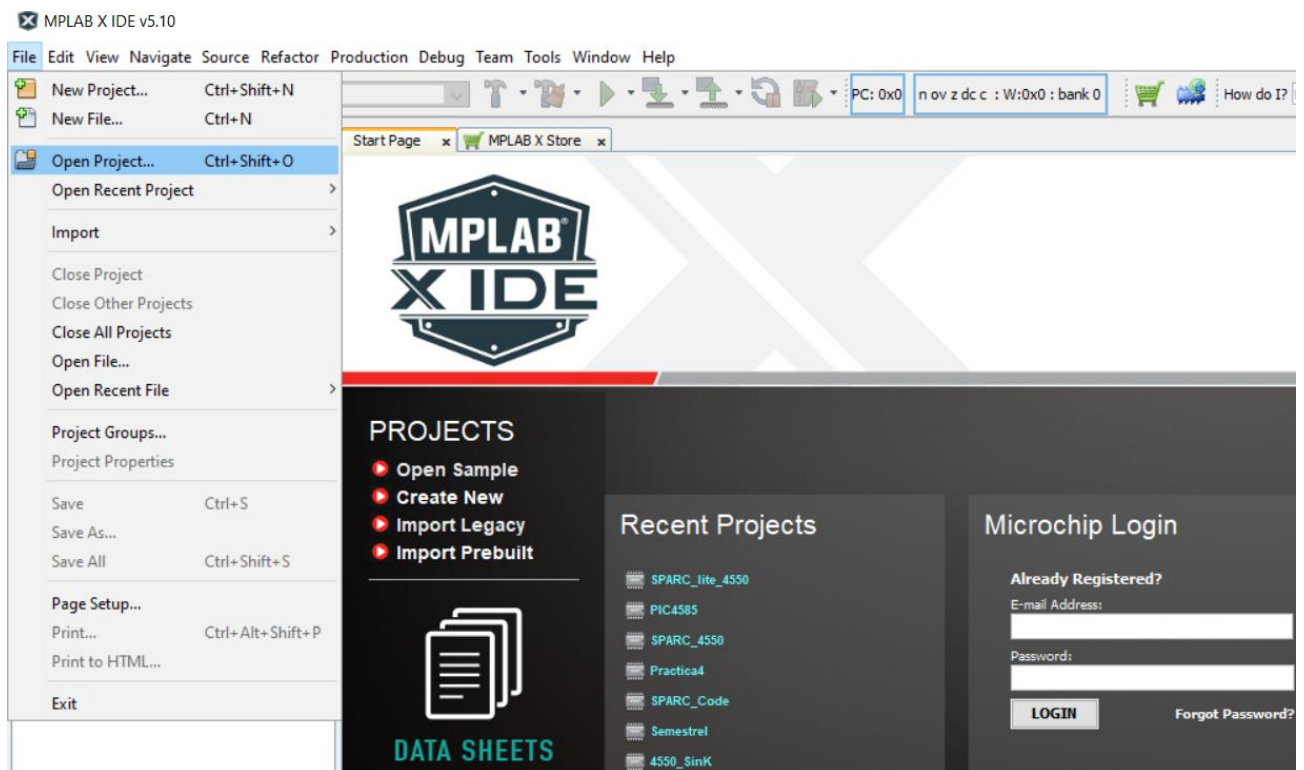 MPLAB X IDE v5.10
File Edit View Navigate Source Refactor Production Debug Team Tools Window Help
New Project... Ctrl+Shift+N
New File... Ctrl+N
Open Project... Ctrl+Shift+O
Open Recent Project
Import
Close Project
Close Other Projects
Close All Projects
Open File...
Open Recent File
Project Groups...
Project Properties
Save Ctrl+S
Save As...
Save All Ctrl+Shift+S
Page Setup...
Print... Ctrl+Alt+Shift+P
Print to HTML...
Exit
PC: 0x0 n ov z dc c : W:0x0 : bank 0 How do I?
Start Page x MPLAB X Store x
MPLAB®
X IDE
PROJECTS
Open Sample
Create New
Import Legacy
Import Prebuilt
DATA SHEETS
Recent Projects
SPARC_lite_4550
PIC4585
SPARC_4550
Practica4
SPARC_Code
Semestrel
4550_SinK
Microchip Login
Already Registered?
E-mail Address:
Password:
LOGIN Forgot Password?